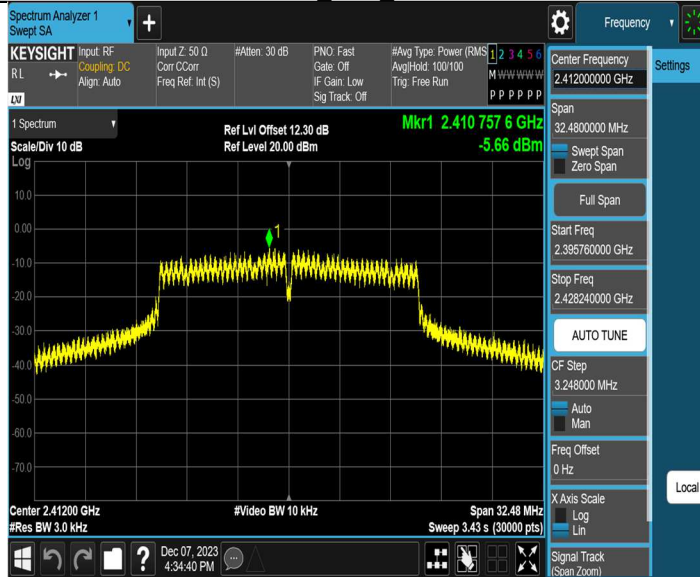 Spectrum Analyzer 1
Swept SA
Frequency
KEYSIGHT
RL
LXI
Input: RF
Coupling: DC
Align: Auto
Input Z: 50 Ω
Corr CCorr
Freq Ref: Int (S)
#Atten: 30 dB
PNO: Fast
Gate: Off
IF Gain: Low
Sig Track: Off
#Avg Type: Power (RMS
Avg|Hold: 100/100
Trig: Free Run
1 2 3 4 5 6
M W W W W W
P P P P P P
1 Spectrum
Scale/Div 10 dB
Log
Ref Lvl Offset 12.30 dB
Ref Level 20.00 dBm
Mkr1 2.410 757 6 GHz
-5.66 dBm
1
10.0
0.00
-10.0
-20.0
-30.0
-40.0
-50.0
-60.0
-70.0
Center 2.41200 GHz
#Res BW 3.0 kHz
#Video BW 10 kHz
Span 32.48 MHz
Sweep 3.43 s (30000 pts)
Dec 07, 2023
4:34:40 PM
?
Center Frequency
2.412000000 GHz
Settings
Span
32.4800000 MHz
Swept Span
Zero Span
Full Span
Start Freq
2.395760000 GHz
Stop Freq
2.428240000 GHz
AUTO TUNE
CF Step
3.248000 MHz
Auto
Man
Freq Offset
0 Hz
Local
X Axis Scale
Log
Lin
Signal Track
(Span Zoom)